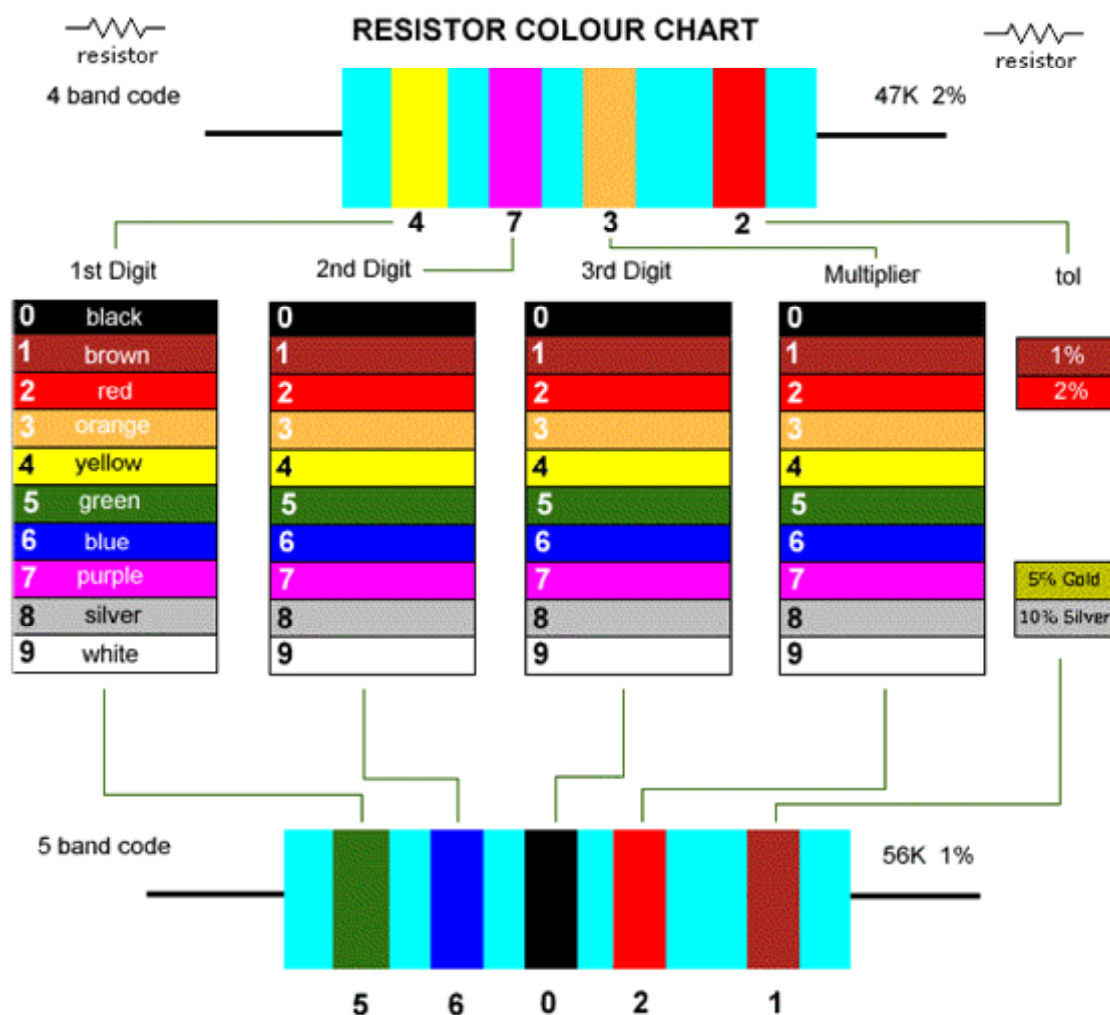 RESISTOR COLOUR CHART
resistor
resistor
4 band code
47K 2%
4 7 3 2
1st Digit 2nd Digit 3rd Digit Multiplier tol
0 black 0 0 0
1 brown 1 1 1 1%
2 red 2 2 2 2%
3 orange 3 3 3
4 yellow 4 4 4
5 green 5 5 5
6 blue 6 6 6
7 purple 7 7 7 5% Gold
8 silver 8 8 8 10% Silver
9 white 9 9 9
5 band code
56K 1%
5 6 0 2 1